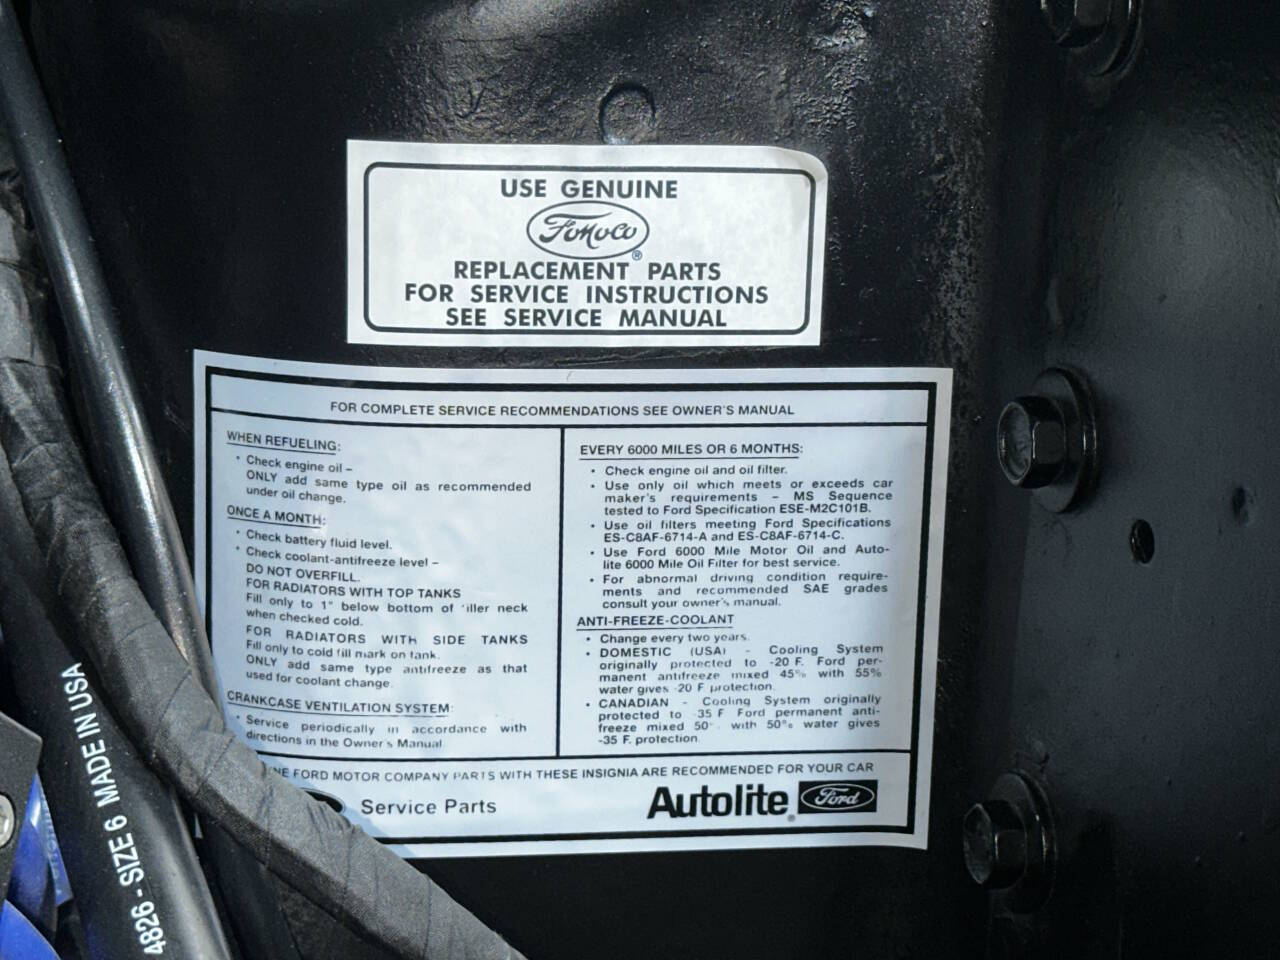 USE GENUINE
FoMoCo ®
REPLACEMENT PARTS
FOR SERVICE INSTRUCTIONS
SEE SERVICE MANUAL
FOR COMPLETE SERVICE RECOMMENDATIONS SEE OWNER'S MANUAL
WHEN REFUELING:
• Check engine oil –
ONLY add same type oil as recommended
under oil change.
ONCE A MONTH:
• Check battery fluid level.
• Check coolant-antifreeze level –
DO NOT OVERFILL.
FOR RADIATORS WITH TOP TANKS
Fill only to 1" below bottom of filler neck
when checked cold.
FOR RADIATORS WITH SIDE TANKS
Fill only to cold fill mark on tank.
ONLY add same type antifreeze as that
used for coolant change.
CRANKCASE VENTILATION SYSTEM:
• Service periodically in accordance with
directions in the Owner's Manual
EVERY 6000 MILES OR 6 MONTHS:
• Check engine oil and oil filter.
• Use only oil which meets or exceeds car
maker's requirements – MS Sequence
tested to Ford Specification ESE-M2C101B.
• Use oil filters meeting Ford Specifications
ES-C8AF-6714-A and ES-C8AF-6714-C.
• Use Ford 6000 Mile Motor Oil and Auto-
lite 6000 Mile Oil Filter for best service.
• For abnormal driving condition require-
ments and recommended SAE grades
consult your owner's manual.
ANTI-FREEZE-COOLANT
• Change every two years.
• DOMESTIC (USA) – Cooling System
originally protected to -20 F. Ford per-
manent antifreeze mixed 45% with 55%
water gives -20 F protection.
• CANADIAN – Cooling System originally
protected to -35 F Ford permanent anti-
freeze mixed 50% with 50% water gives
-35 F. protection.
FORD MOTOR COMPANY PARTS WITH THESE INSIGNIA ARE RECOMMENDED FOR YOUR CAR
Service Parts
Autolite ® Ford
4826 - SIZE 6 MADE IN USA